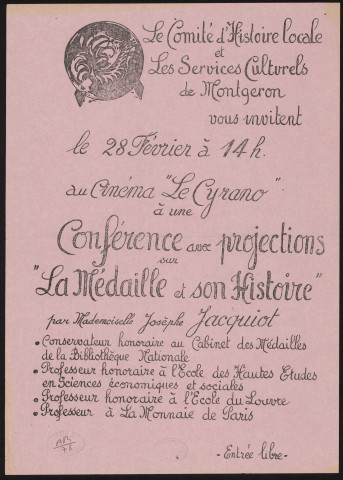 Le Comité d'Histoire locale
et
Les Services Culturels
de Montgeron
vous invitent
le 28 Février à 14h.
au Cinéma "Le Cyrano"
à une
Conférence avec projections
sur
"La Médaille et son Histoire"
par Mademoiselle Josèphe Jacquiot
• Conservateur honoraire au Cabinet des Médailles
de la Bibliothèque Nationale
• Professeur honoraire à l'Ecole des Hautes Etudes
en Sciences économiques et sociales
• Professeur honoraire à l'Ecole du Louvre
• Professeur à La Monnaie de Paris
- Entrée libre -